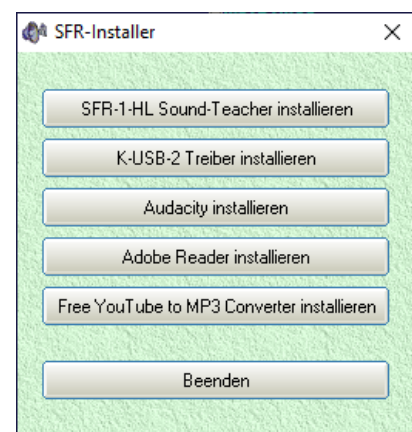 SFR-Installer
SFR-1-HL Sound-Teacher installieren
K-USB-2 Treiber installieren
Audacity installieren
Adobe Reader installieren
Free YouTube to MP3 Converter installieren
Beenden